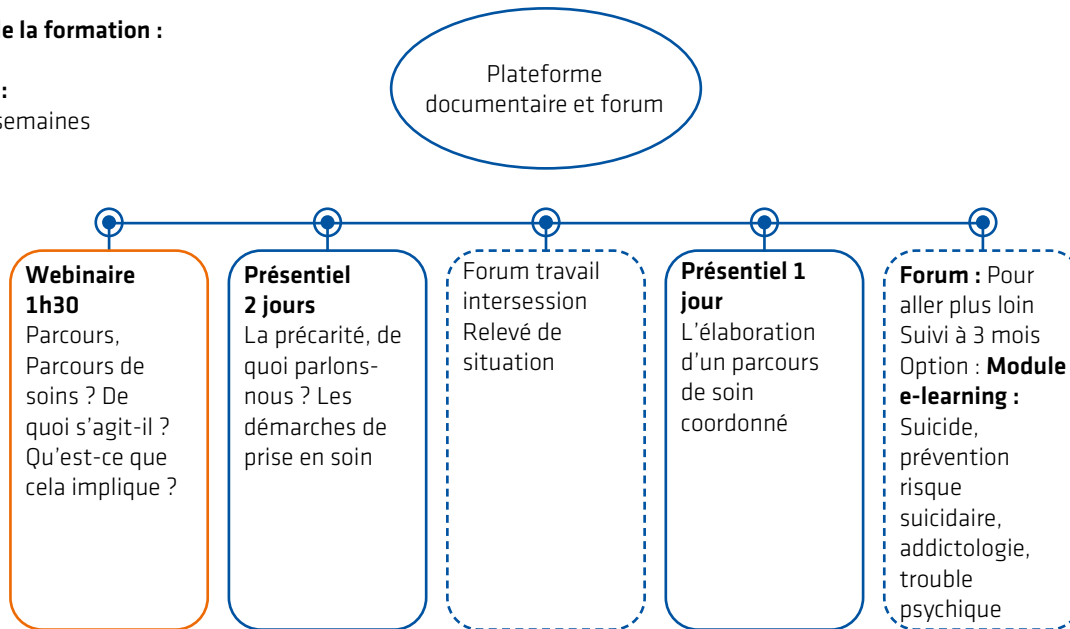 de la formation :
:
semaines
Plateforme
documentaire et forum
Webinaire
1h30
Parcours,
Parcours de
soins ? De
quoi s'agit-il ?
Qu'est-ce que
cela implique ?
Présentiel
2 jours
La précarité, de
quoi parlons-
nous ? Les
démarches de
prise en soin
Forum travail
intersession
Relevé de
situation
Présentiel 1
jour
L'élaboration
d'un parcours
de soin
coordonné
Forum : Pour
aller plus loin
Suivi à 3 mois
Option : Module
e-learning :
Suicide,
prévention
risque
suicidaire,
addictologie,
trouble
psychique